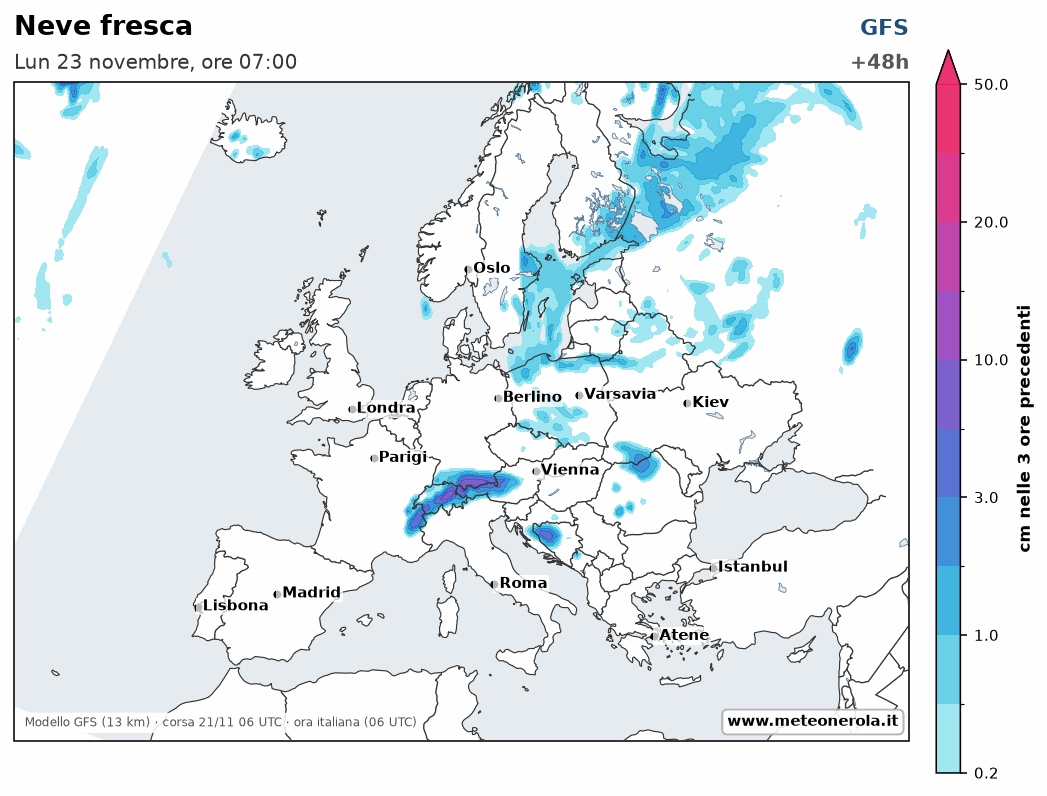 Neve fresca
GFS
Lun 23 novembre, ore 07:00
+48h
50.0
20.0
10.0
3.0
1.0
0.2
cm nelle 3 ore precedenti
Oslo
Berlino
Varsavia
Kiev
Londra
Parigi
Vienna
Istanbul
Roma
Madrid
Lisbona
Atene
Modello GFS (13 km) · corsa 21/11 06 UTC · ora italiana (06 UTC)
www.meteonerola.it